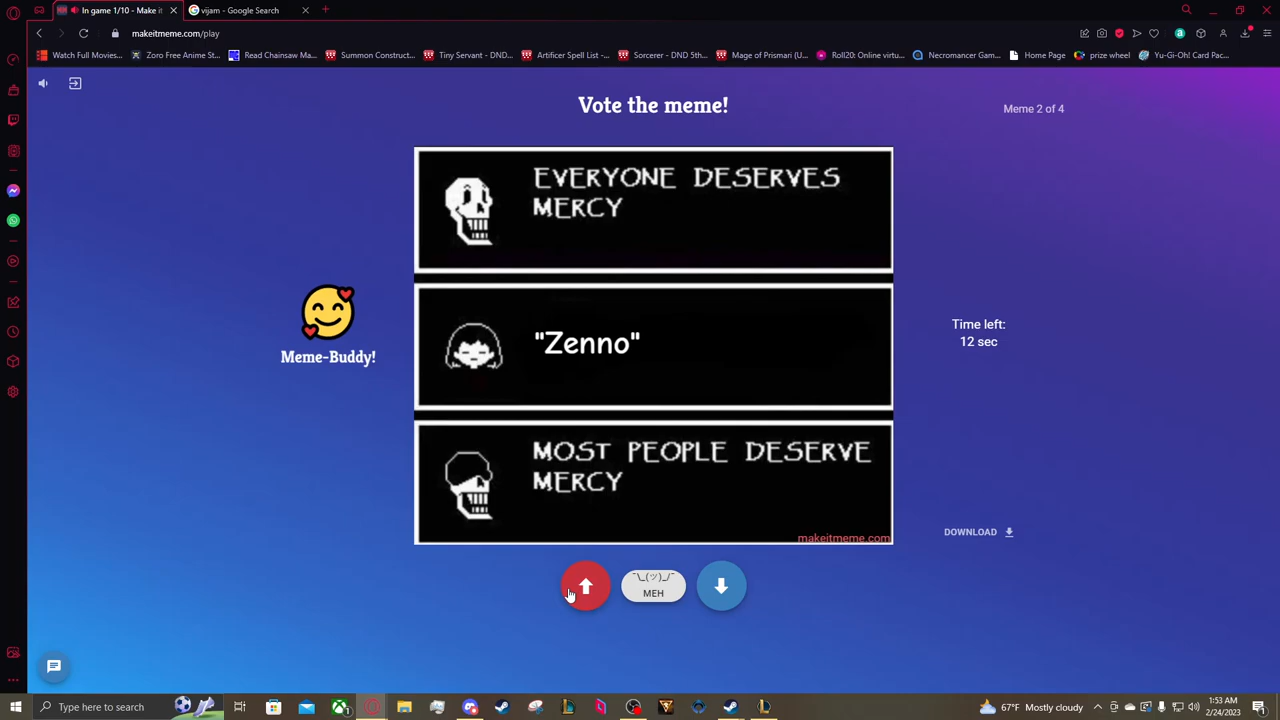 In game 1/10 - Make it
vijam - Google Search
makeitmeme.com/play
Watch Full Movies...
Zoro Free Anime St...
Read Chainsaw Ma...
Summon Construct...
Tiny Servant - DND...
Artificer Spell List -...
Sorcerer - DND 5th...
Mage of Prismari (U...
Roll20: Online virtu...
Necromancer Gam...
Home Page
prize wheel
Yu-Gi-Oh! Card Pac...
Vote the meme!
Meme 2 of 4
EVERYONE DESERVES
MERCY
Meme-Buddy!
"Zenno"
Time left:
12 sec
MOST PEOPLE DESERVE
MERCY
makeitmeme.com
DOWNLOAD
¯\_(ツ)_/¯
MEH
Type here to search
67°F Mostly cloudy
1:53 AM
2/24/2023